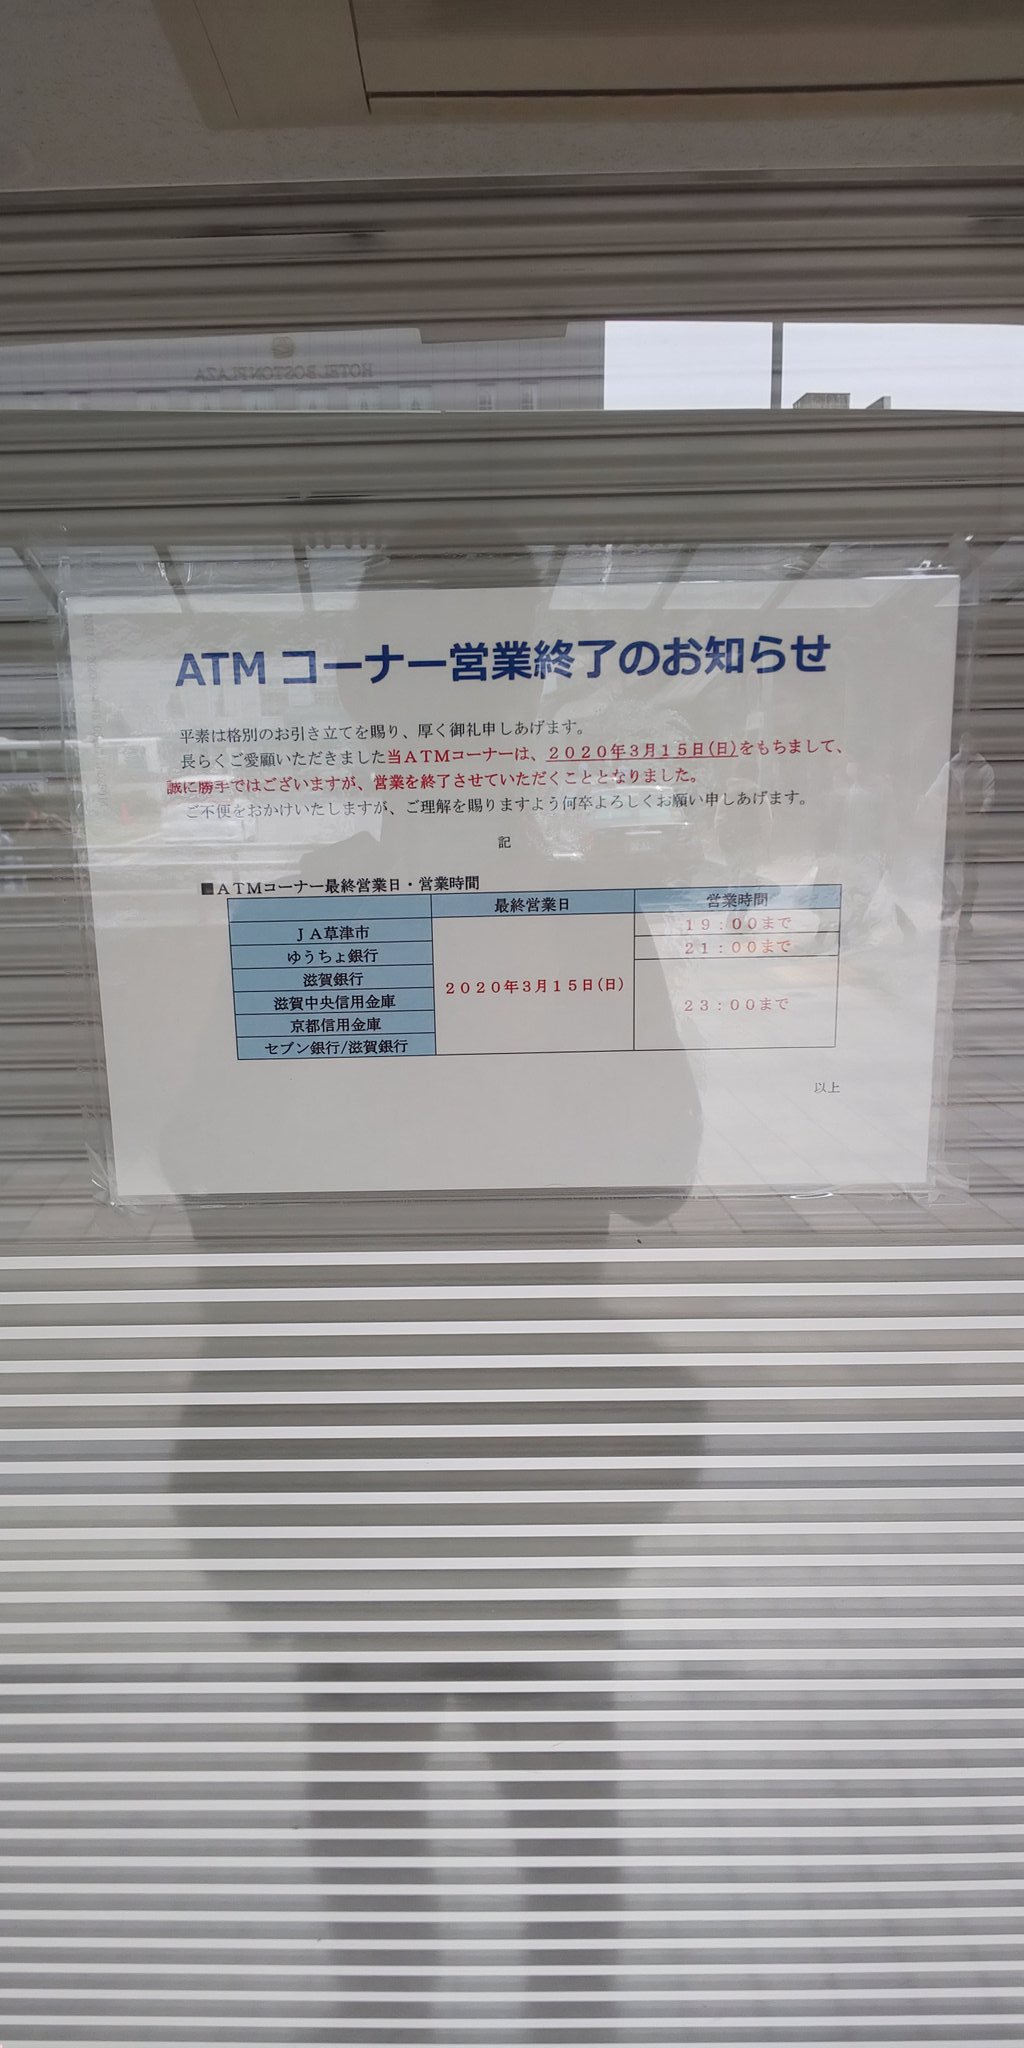 HOTEL BOSTON PLAZA
ATM コーナー営業終了のお知らせ
平素は格別のお引き立てを賜り、厚く御礼申しあげます。
長らくご愛顧いただきました当ATMコーナーは、2020年3月15日(日)をもちまして、
誠に勝手ではございますが、営業を終了させていただくこととなりました。
ご不便をおかけいたしますが、ご理解を賜りますよう何卒よろしくお願い申しあげます。
記
■ATMコーナー最終営業日・営業時間
最終営業日 営業時間
JA草津市 19:00まで
ゆうちょ銀行 21:00まで
滋賀銀行
2020年3月15日(日)
滋賀中央信用金庫 23:00まで
京都信用金庫
セブン銀行/滋賀銀行
以上